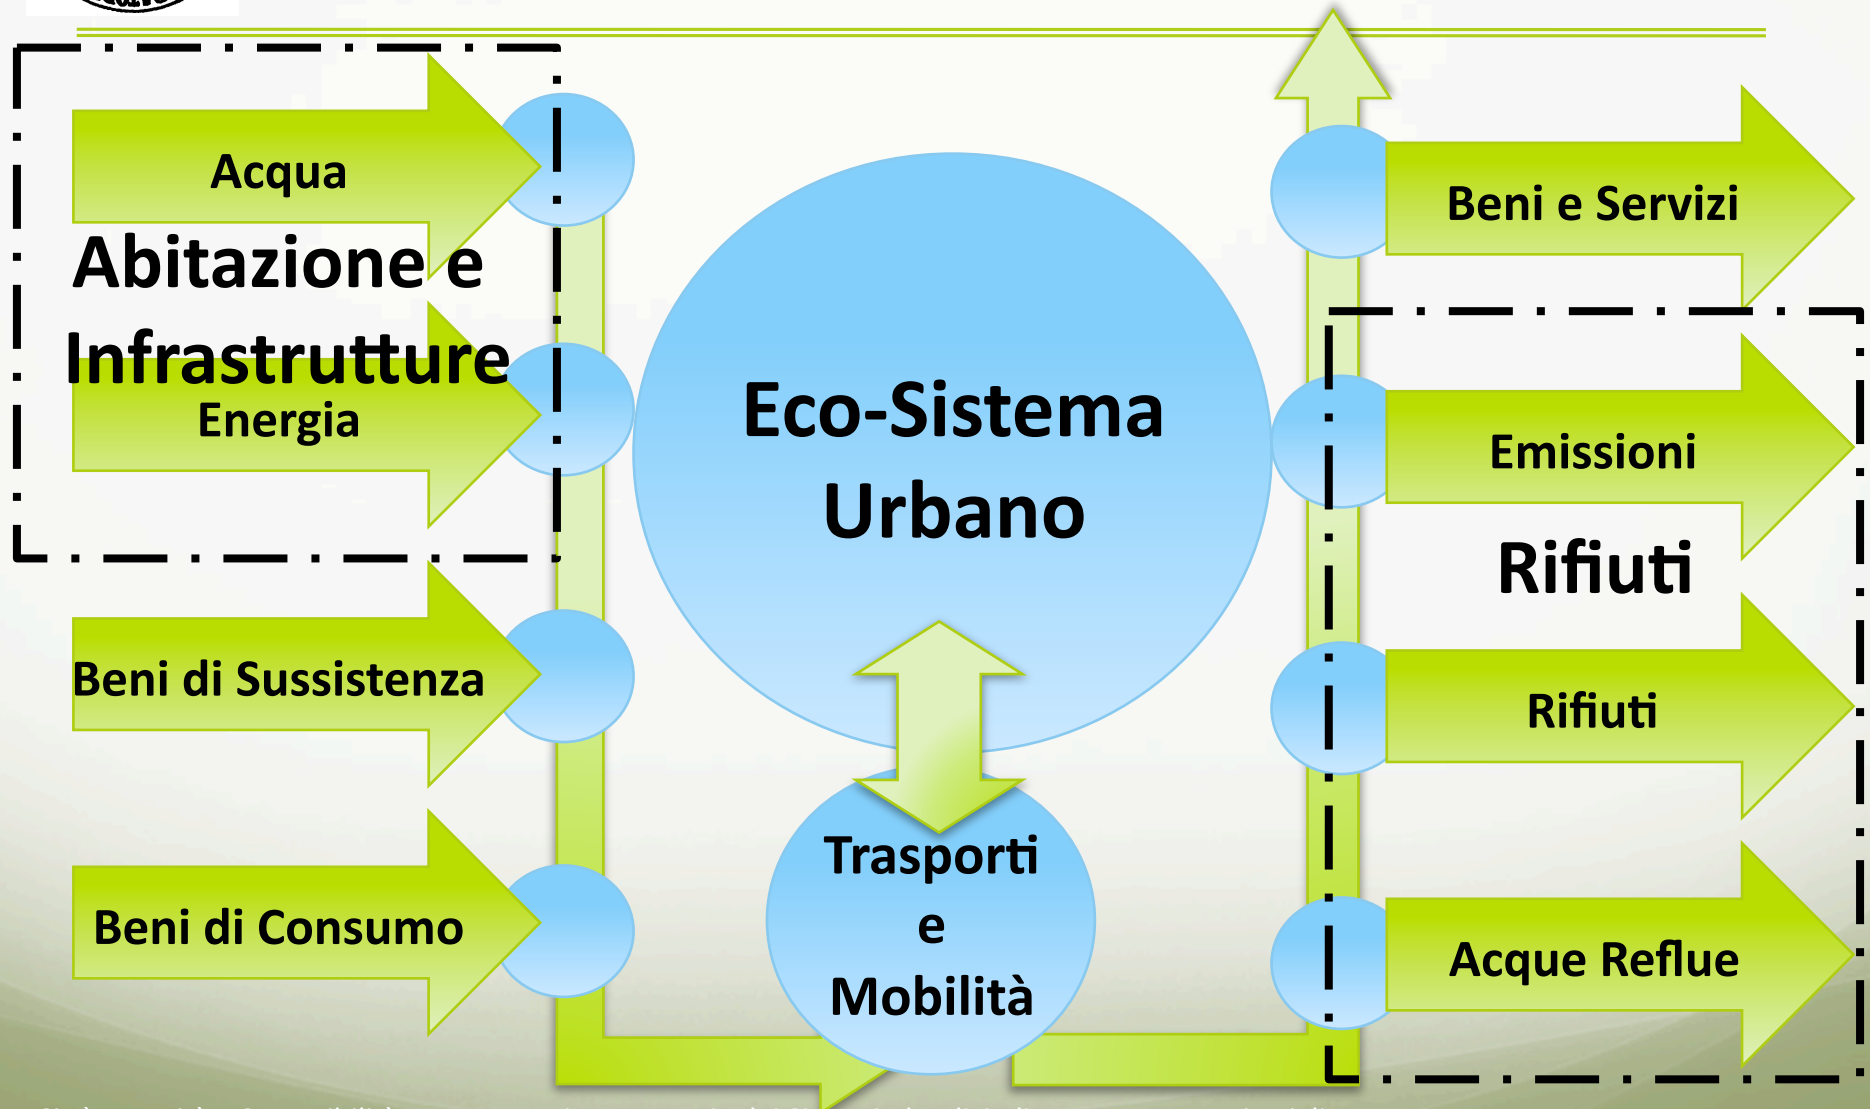 Acqua
Abitazione e
Infrastrutture
Energia
Beni di Sussistenza
Beni di Consumo
Eco-Sistema
Urbano
Trasporti
e
Mobilità
Beni e Servizi
Emissioni
Rifiuti
Rifiuti
Acque Reflue